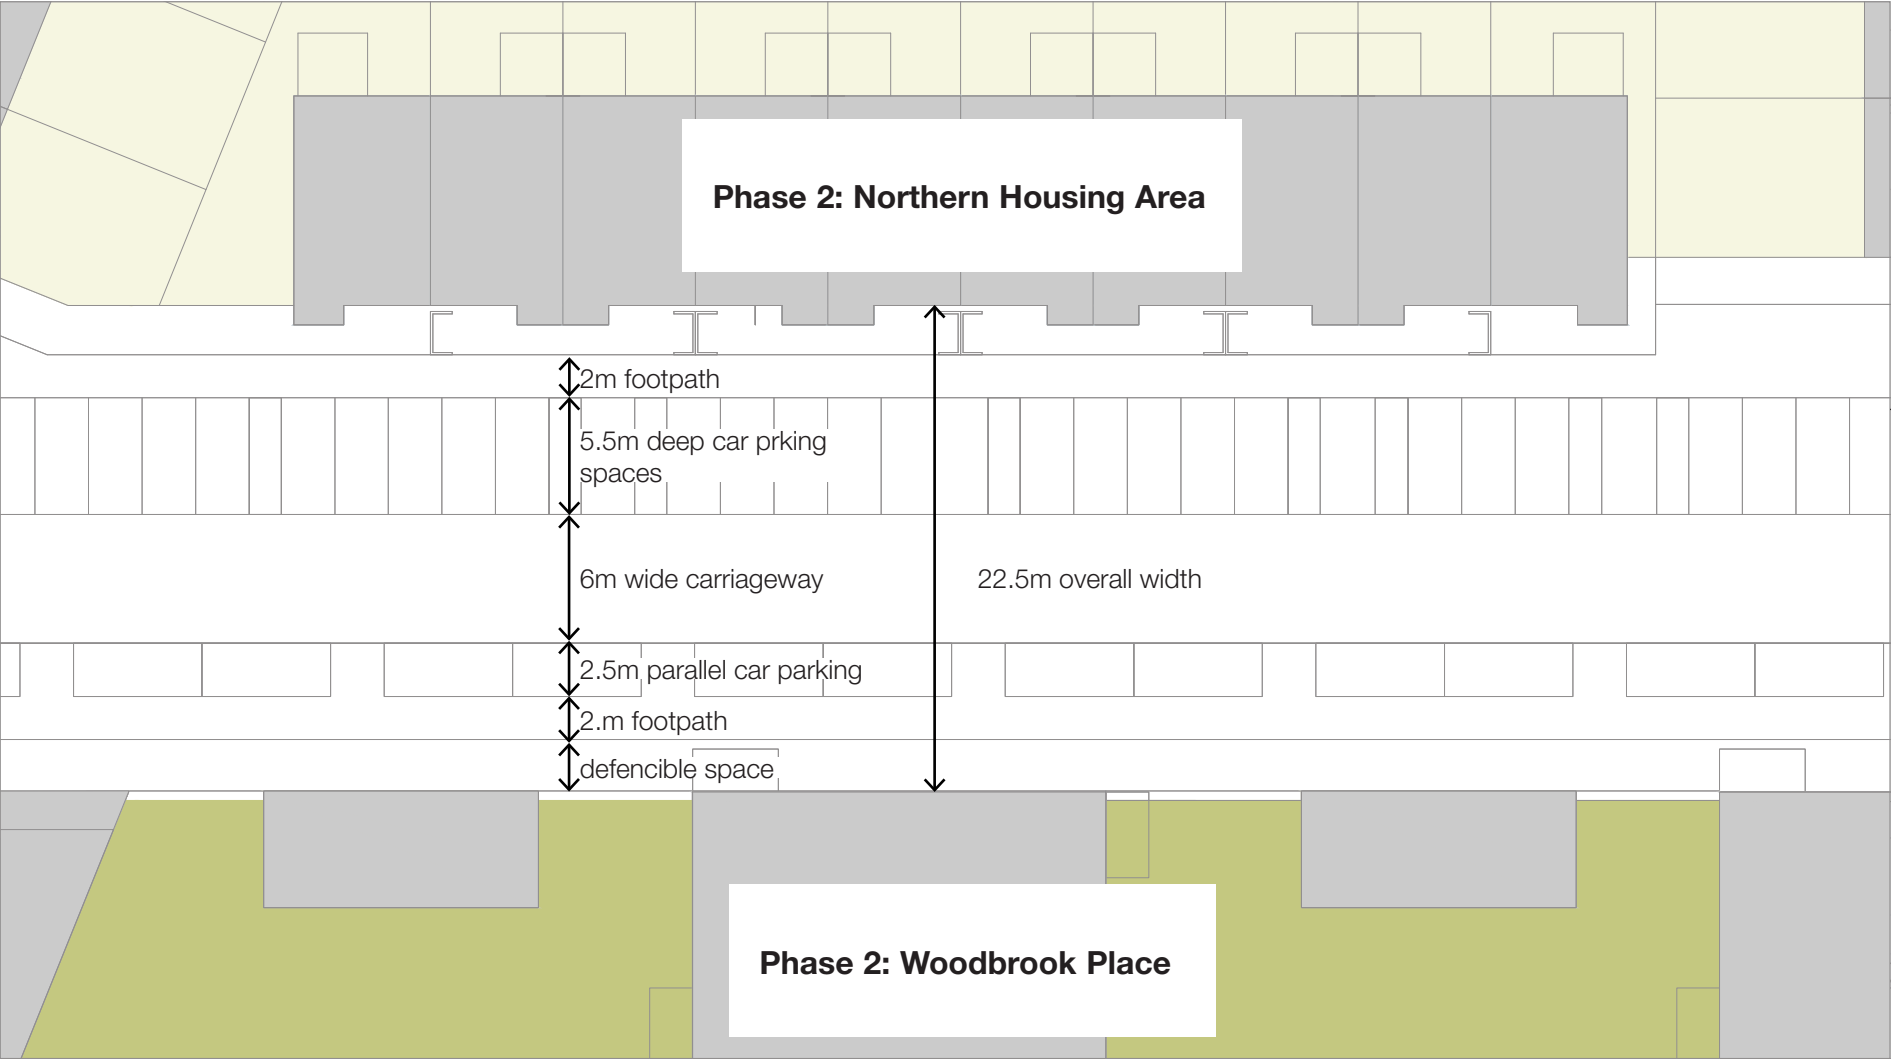 Phase 2: Northern Housing Area
2m footpath
5.5m deep car prking
spaces
6m wide carriageway
22.5m overall width
2.5m parallel car parking
2.m footpath
defencible space
Phase 2: Woodbrook Place